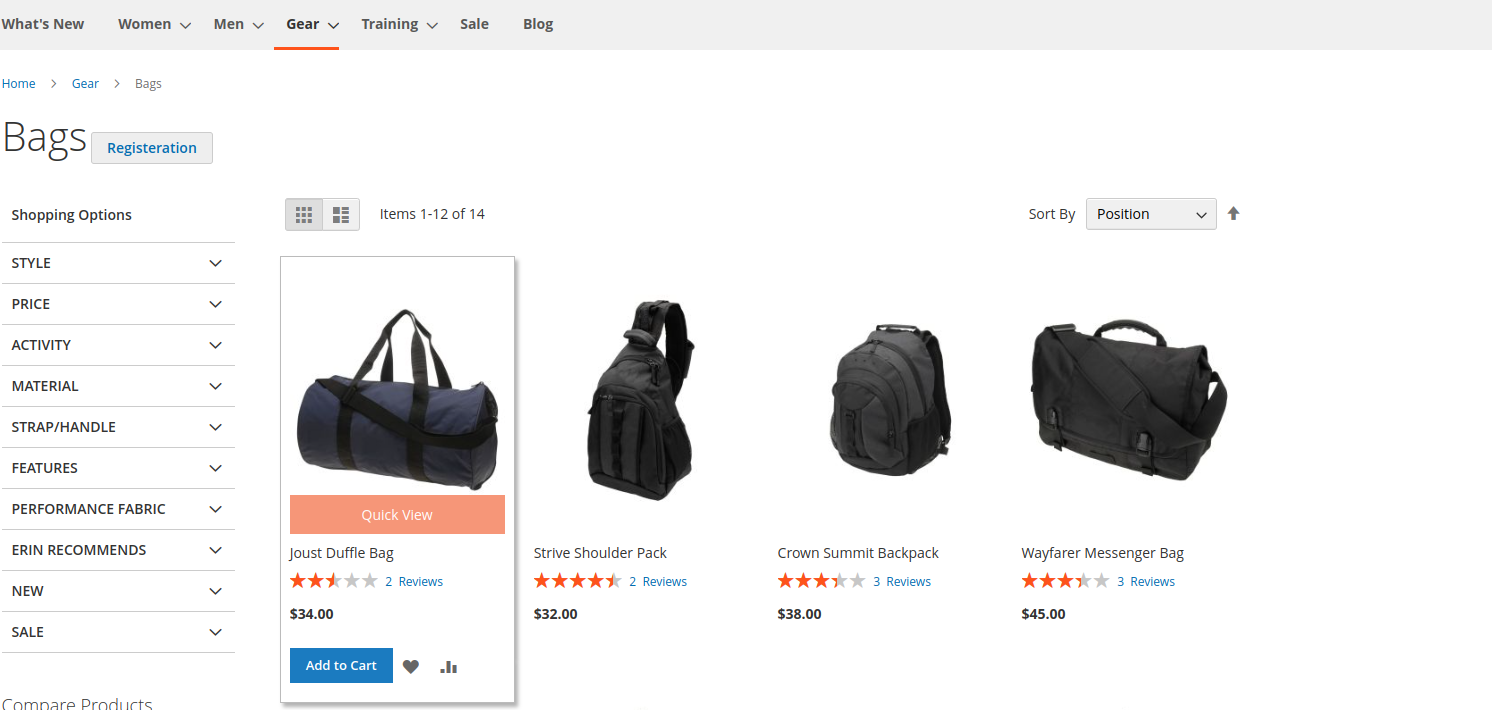 What's New Women Men Gear Training Sale Blog
Home > Gear > Bags
Bags Registeration
Shopping Options
Items 1-12 of 14
Sort By Position
STYLE
PRICE
ACTIVITY
MATERIAL
STRAP/HANDLE
FEATURES
PERFORMANCE FABRIC
ERIN RECOMMENDS
NEW
SALE
Compare Products
Quick View
Joust Duffle Bag
2 Reviews
$34.00
Add to Cart
Strive Shoulder Pack
2 Reviews
$32.00
Crown Summit Backpack
3 Reviews
$38.00
Wayfarer Messenger Bag
3 Reviews
$45.00